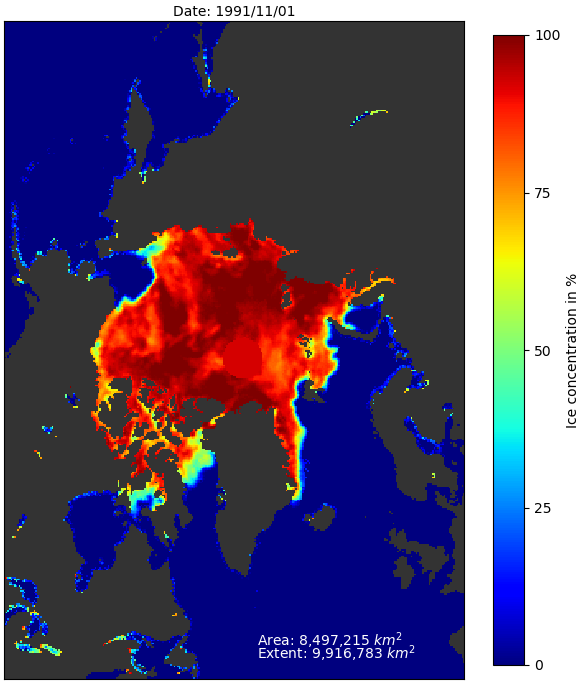 Date: 1991/11/01
100
75
50
25
0
Ice concentration in %
Area: 8,497,215 km²
Extent: 9,916,783 km²